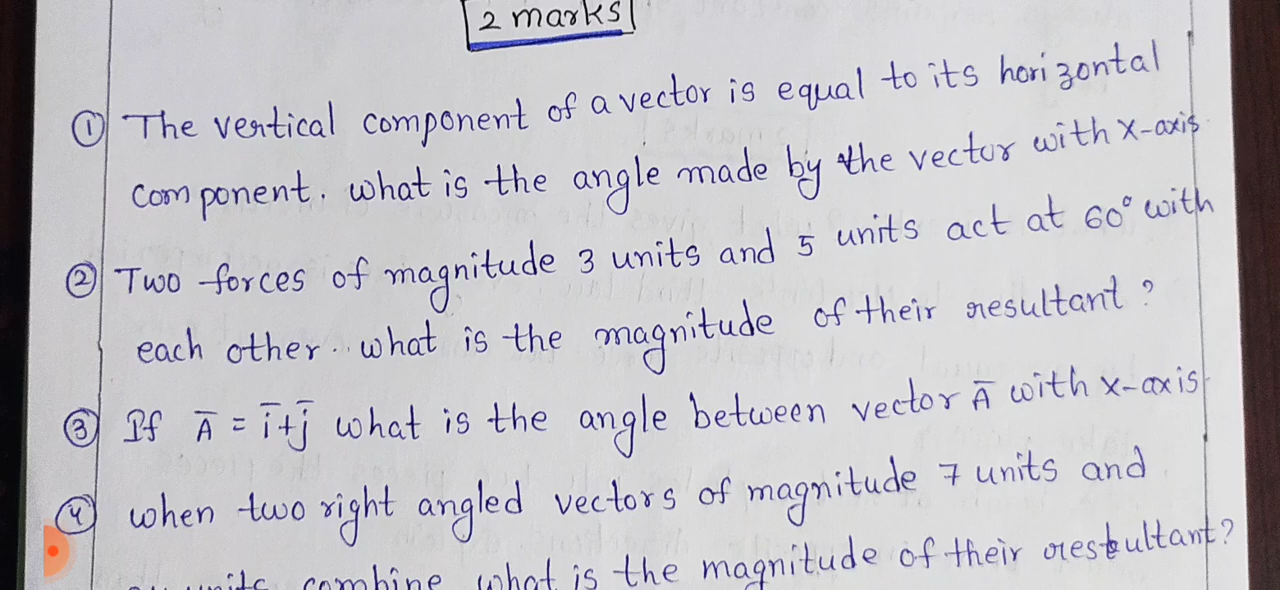 2 marks
① The vertical component of a vector is equal to its horizontal
component. what is the angle made by the vector with x-axis
② Two forces of magnitude 3 units and 5 units act at 60° with
each other. what is the magnitude of their resultant?
③ If A̅ = i̅+j̅ what is the angle between vector A̅ with x-axis
④ when two right angled vectors of magnitude 7 units and
units combine what is the magnitude of their resultant?